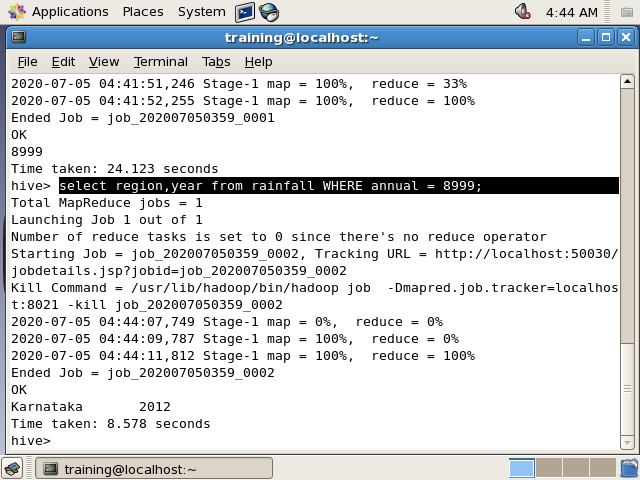 Applications Places System 4:44 AM
training@localhost:~
File Edit View Terminal Tabs Help
2020-07-05 04:41:51,246 Stage-1 map = 100%,  reduce = 33%
2020-07-05 04:41:52,255 Stage-1 map = 100%,  reduce = 100%
Ended Job = job_202007050359_0001
OK
8999
Time taken: 24.123 seconds
hive> select region,year from rainfall WHERE annual = 8999;
Total MapReduce jobs = 1
Launching Job 1 out of 1
Number of reduce tasks is set to 0 since there's no reduce operator
Starting Job = job_202007050359_0002, Tracking URL = http://localhost:50030/
jobdetails.jsp?jobid=job_202007050359_0002
Kill Command = /usr/lib/hadoop/bin/hadoop job  -Dmapred.job.tracker=localhos
t:8021 -kill job_202007050359_0002
2020-07-05 04:44:07,749 Stage-1 map = 0%,  reduce = 0%
2020-07-05 04:44:09,787 Stage-1 map = 100%,  reduce = 0%
2020-07-05 04:44:11,812 Stage-1 map = 100%,  reduce = 100%
Ended Job = job_202007050359_0002
OK
Karnataka       2012
Time taken: 8.578 seconds
hive>
training@localhost:~